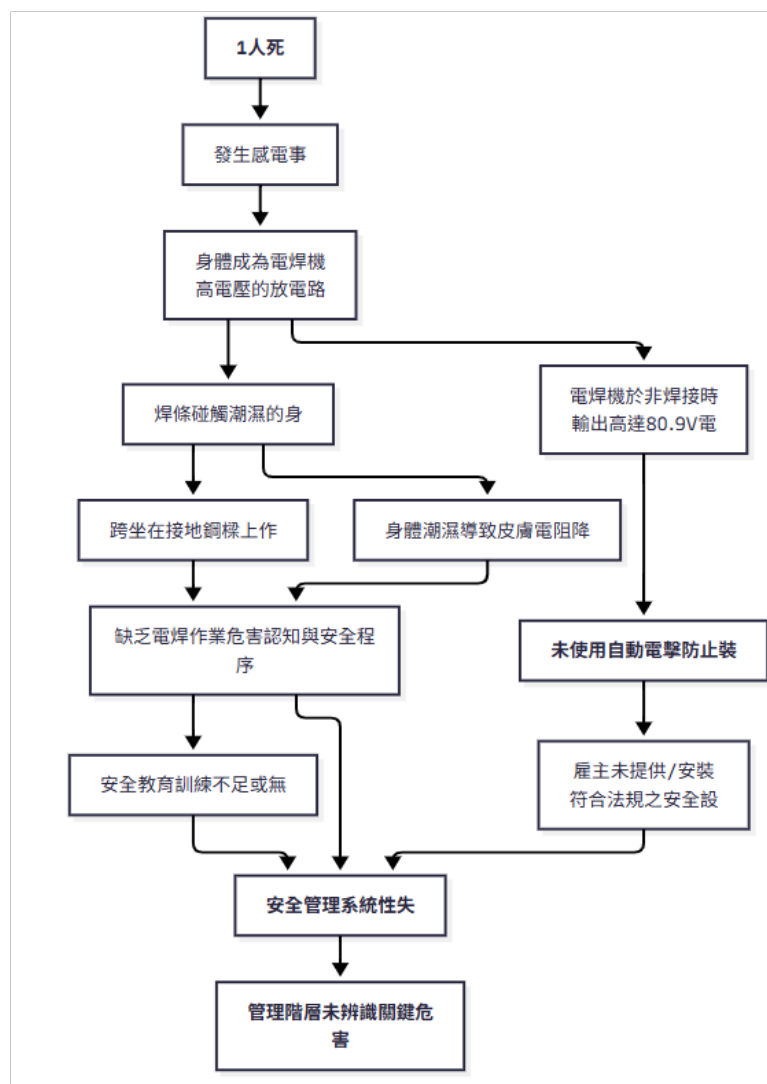 1人死
發生感電事
身體成為電焊機
高電壓的放電路
焊條碰觸潮濕的身
電焊機於非焊接時
輸出高達80.9V電
跨坐在接地鋼樑上作
身體潮濕導致皮膚電阻降
缺乏電焊作業危害認知與安全程
序
未使用自動電擊防止裝
安全教育訓練不足或無
雇主未提供/安裝
符合法規之安全設
安全管理系統性失
管理階層未辨識關鍵危
害